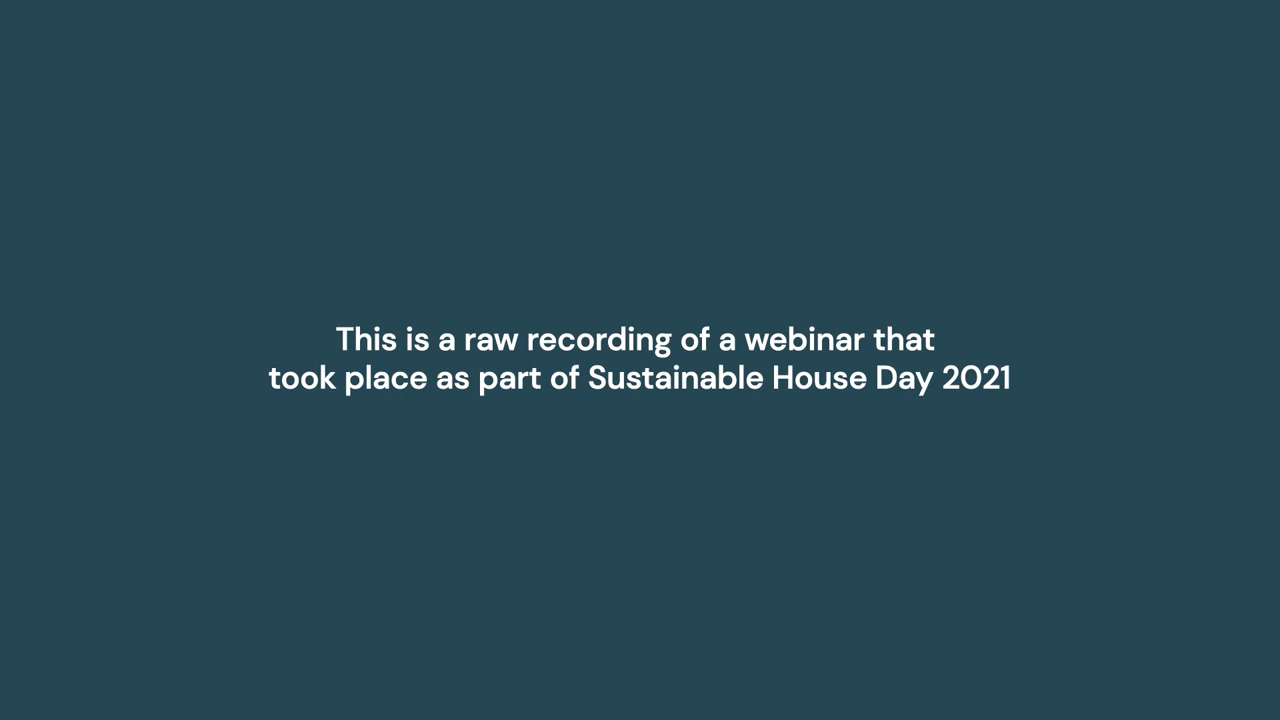 This is a raw recording of a webinar that
took place as part of Sustainable House Day 2021